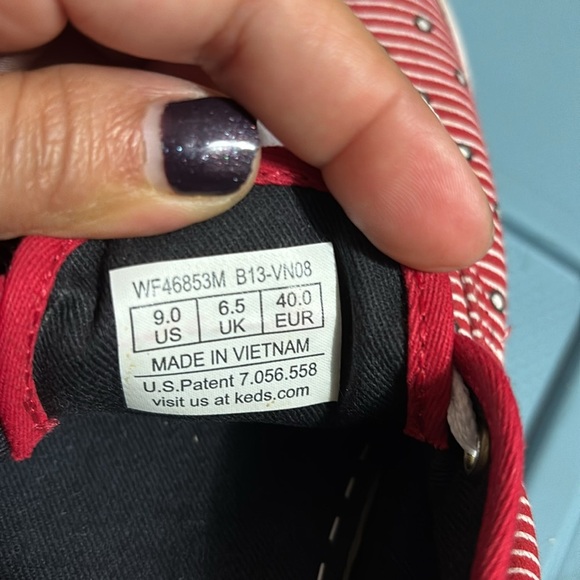 WF46853M B13-VN08
9.0 6.5 40.0
US UK EUR
MADE IN VIETNAM
U.S.Patent 7.056.558
visit us at keds.com